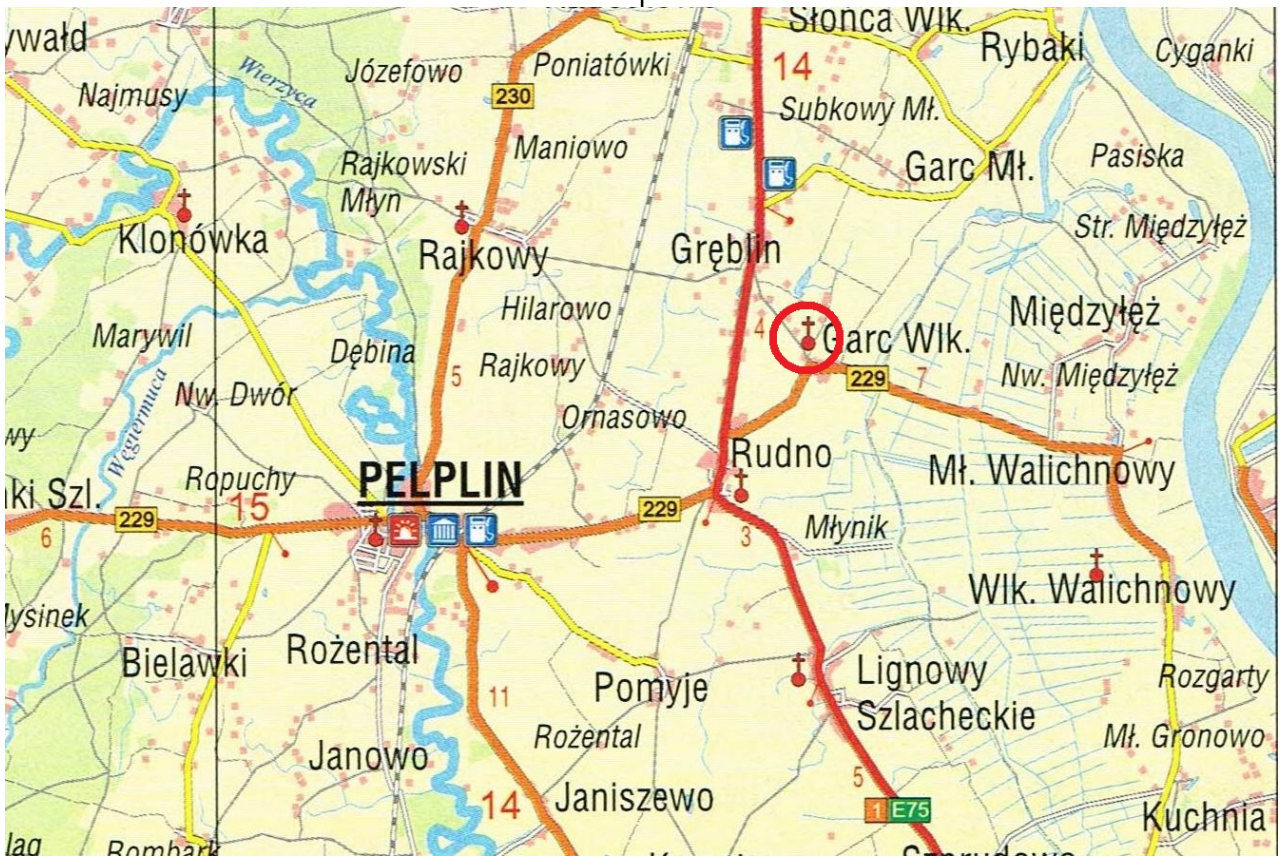 Słońca Wlk.
ywałd
14
Rybaki
Cyganki
Wierzyca
Józefowo
Poniatówki
Najmusy
230
Subkowy Mł.
Maniowo
Rajkowski
Młyn
Garc Mł.
Pasiska
Klonówka
Rajkowy
Gręblin
Str. Międzyłęż
Hilarowo
Międzyłęż
Marywil
Dębina
4
Garc Wlk.
5
Rajkowy
229
7
Nw. Międzyłęż
Nw. Dwór
Węgiermuca
Ornasowo
wy
Rudno
Mł. Walichnowy
Ropuchy
PELPLIN
ki Szl.
15
229
229
6
3
Młynik
Wlk. Walichnowy
ysinek
Bielawki
Rożental
Pomyje
Lignowy
Szlacheckie
Rozgarty
11
Rożental
Mł. Gronowo
Janowo
5
14
Janiszewo
1
E75
Kuchnia
lag